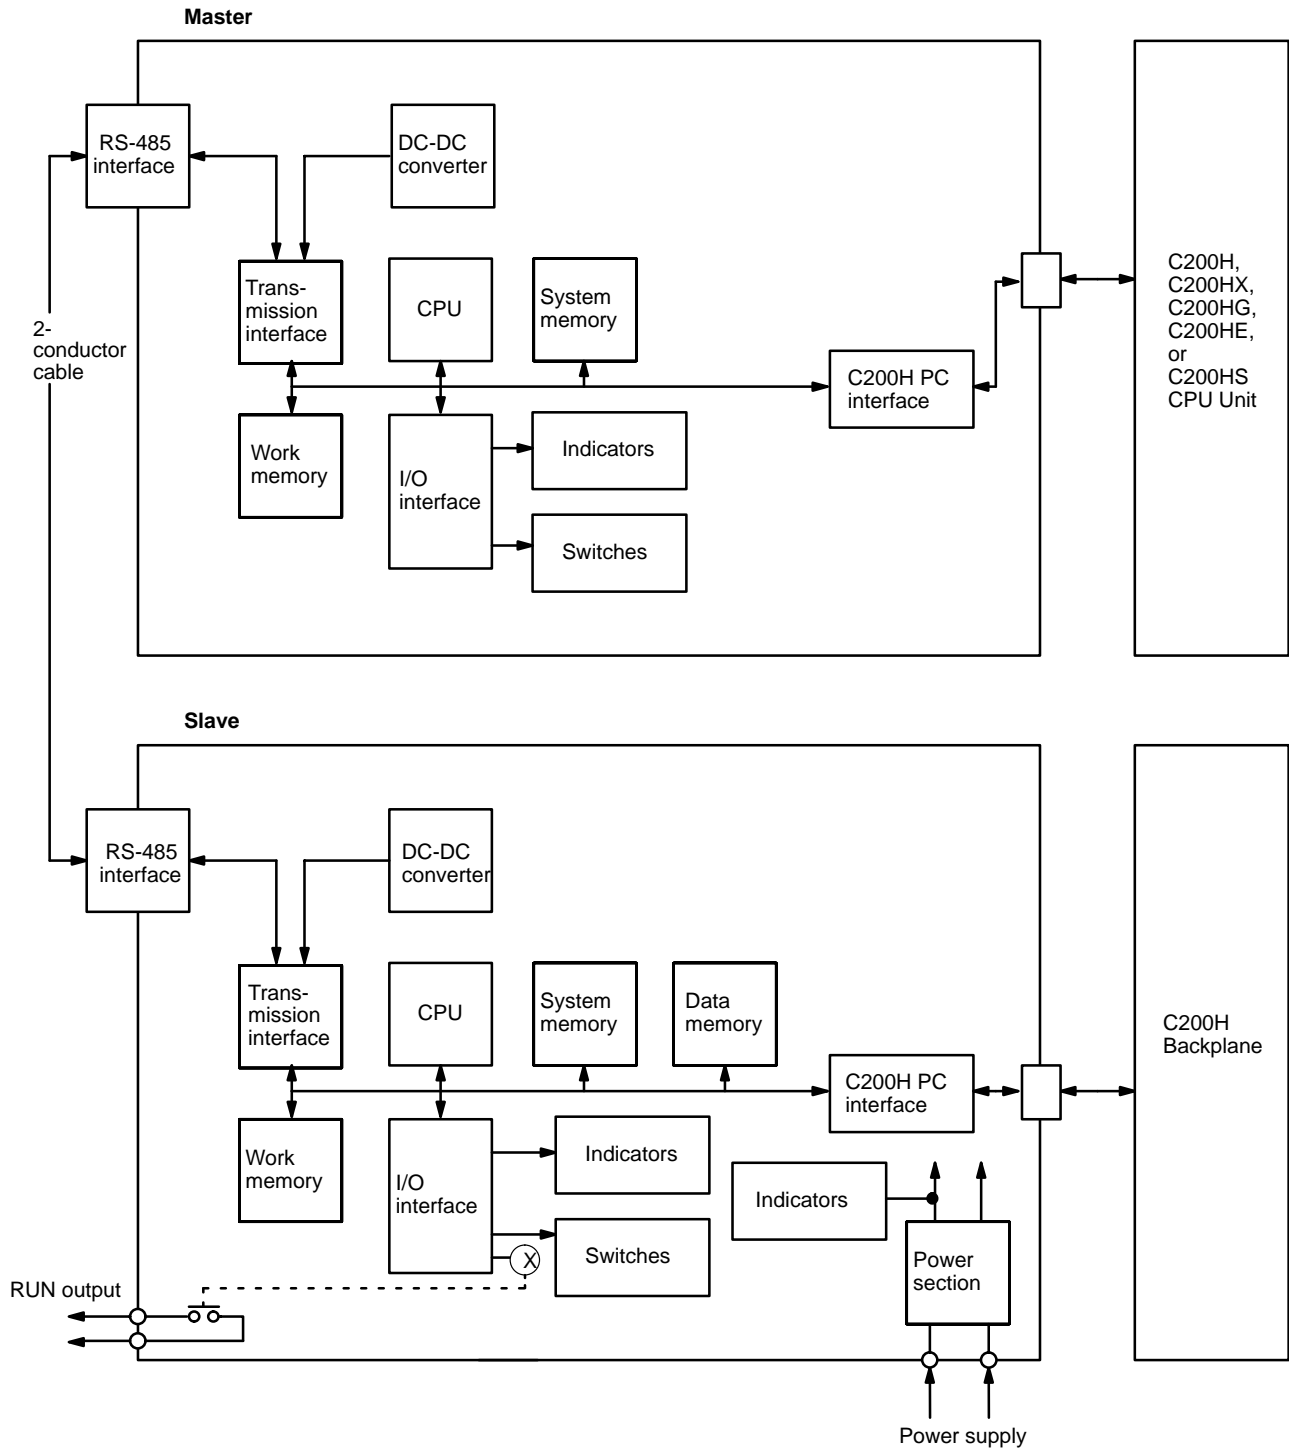 Master
RS-485
interface
DC-DC
converter
Trans-
mission
interface
CPU
System
memory
C200H,
C200HX,
C200HG,
C200HE,
or
C200HS
CPU Unit
2-
conductor
cable
C200H PC
interface
Work
memory
I/O
interface
Indicators
Switches
Slave
RS-485
interface
DC-DC
converter
Trans-
mission
interface
CPU
System
memory
Data
memory
C200H
Backplane
C200H PC
interface
Work
memory
I/O
interface
Indicators
Indicators
Switches
X
Power
section
RUN output
Power supply